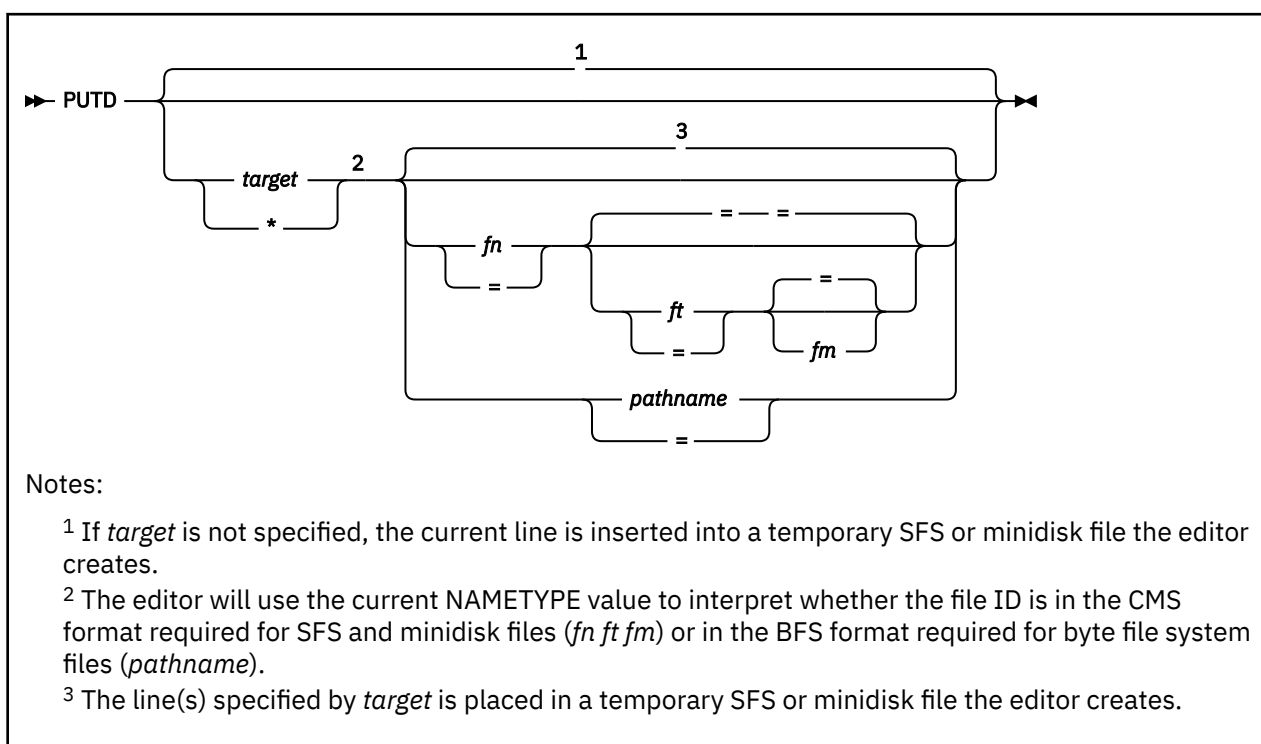 1
PUTD
3
2
target
= =
*
fn
=
=
ft
=
fm
pathname
=
Notes:
1 If target is not specified, the current line is inserted into a temporary SFS or minidisk file the editor
creates.
2 The editor will use the current NAMETYPE value to interpret whether the file ID is in the CMS
format required for SFS and minidisk files (fn ft fm) or in the BFS format required for byte file system
files (pathname).
3 The line(s) specified by target is placed in a temporary SFS or minidisk file the editor creates.